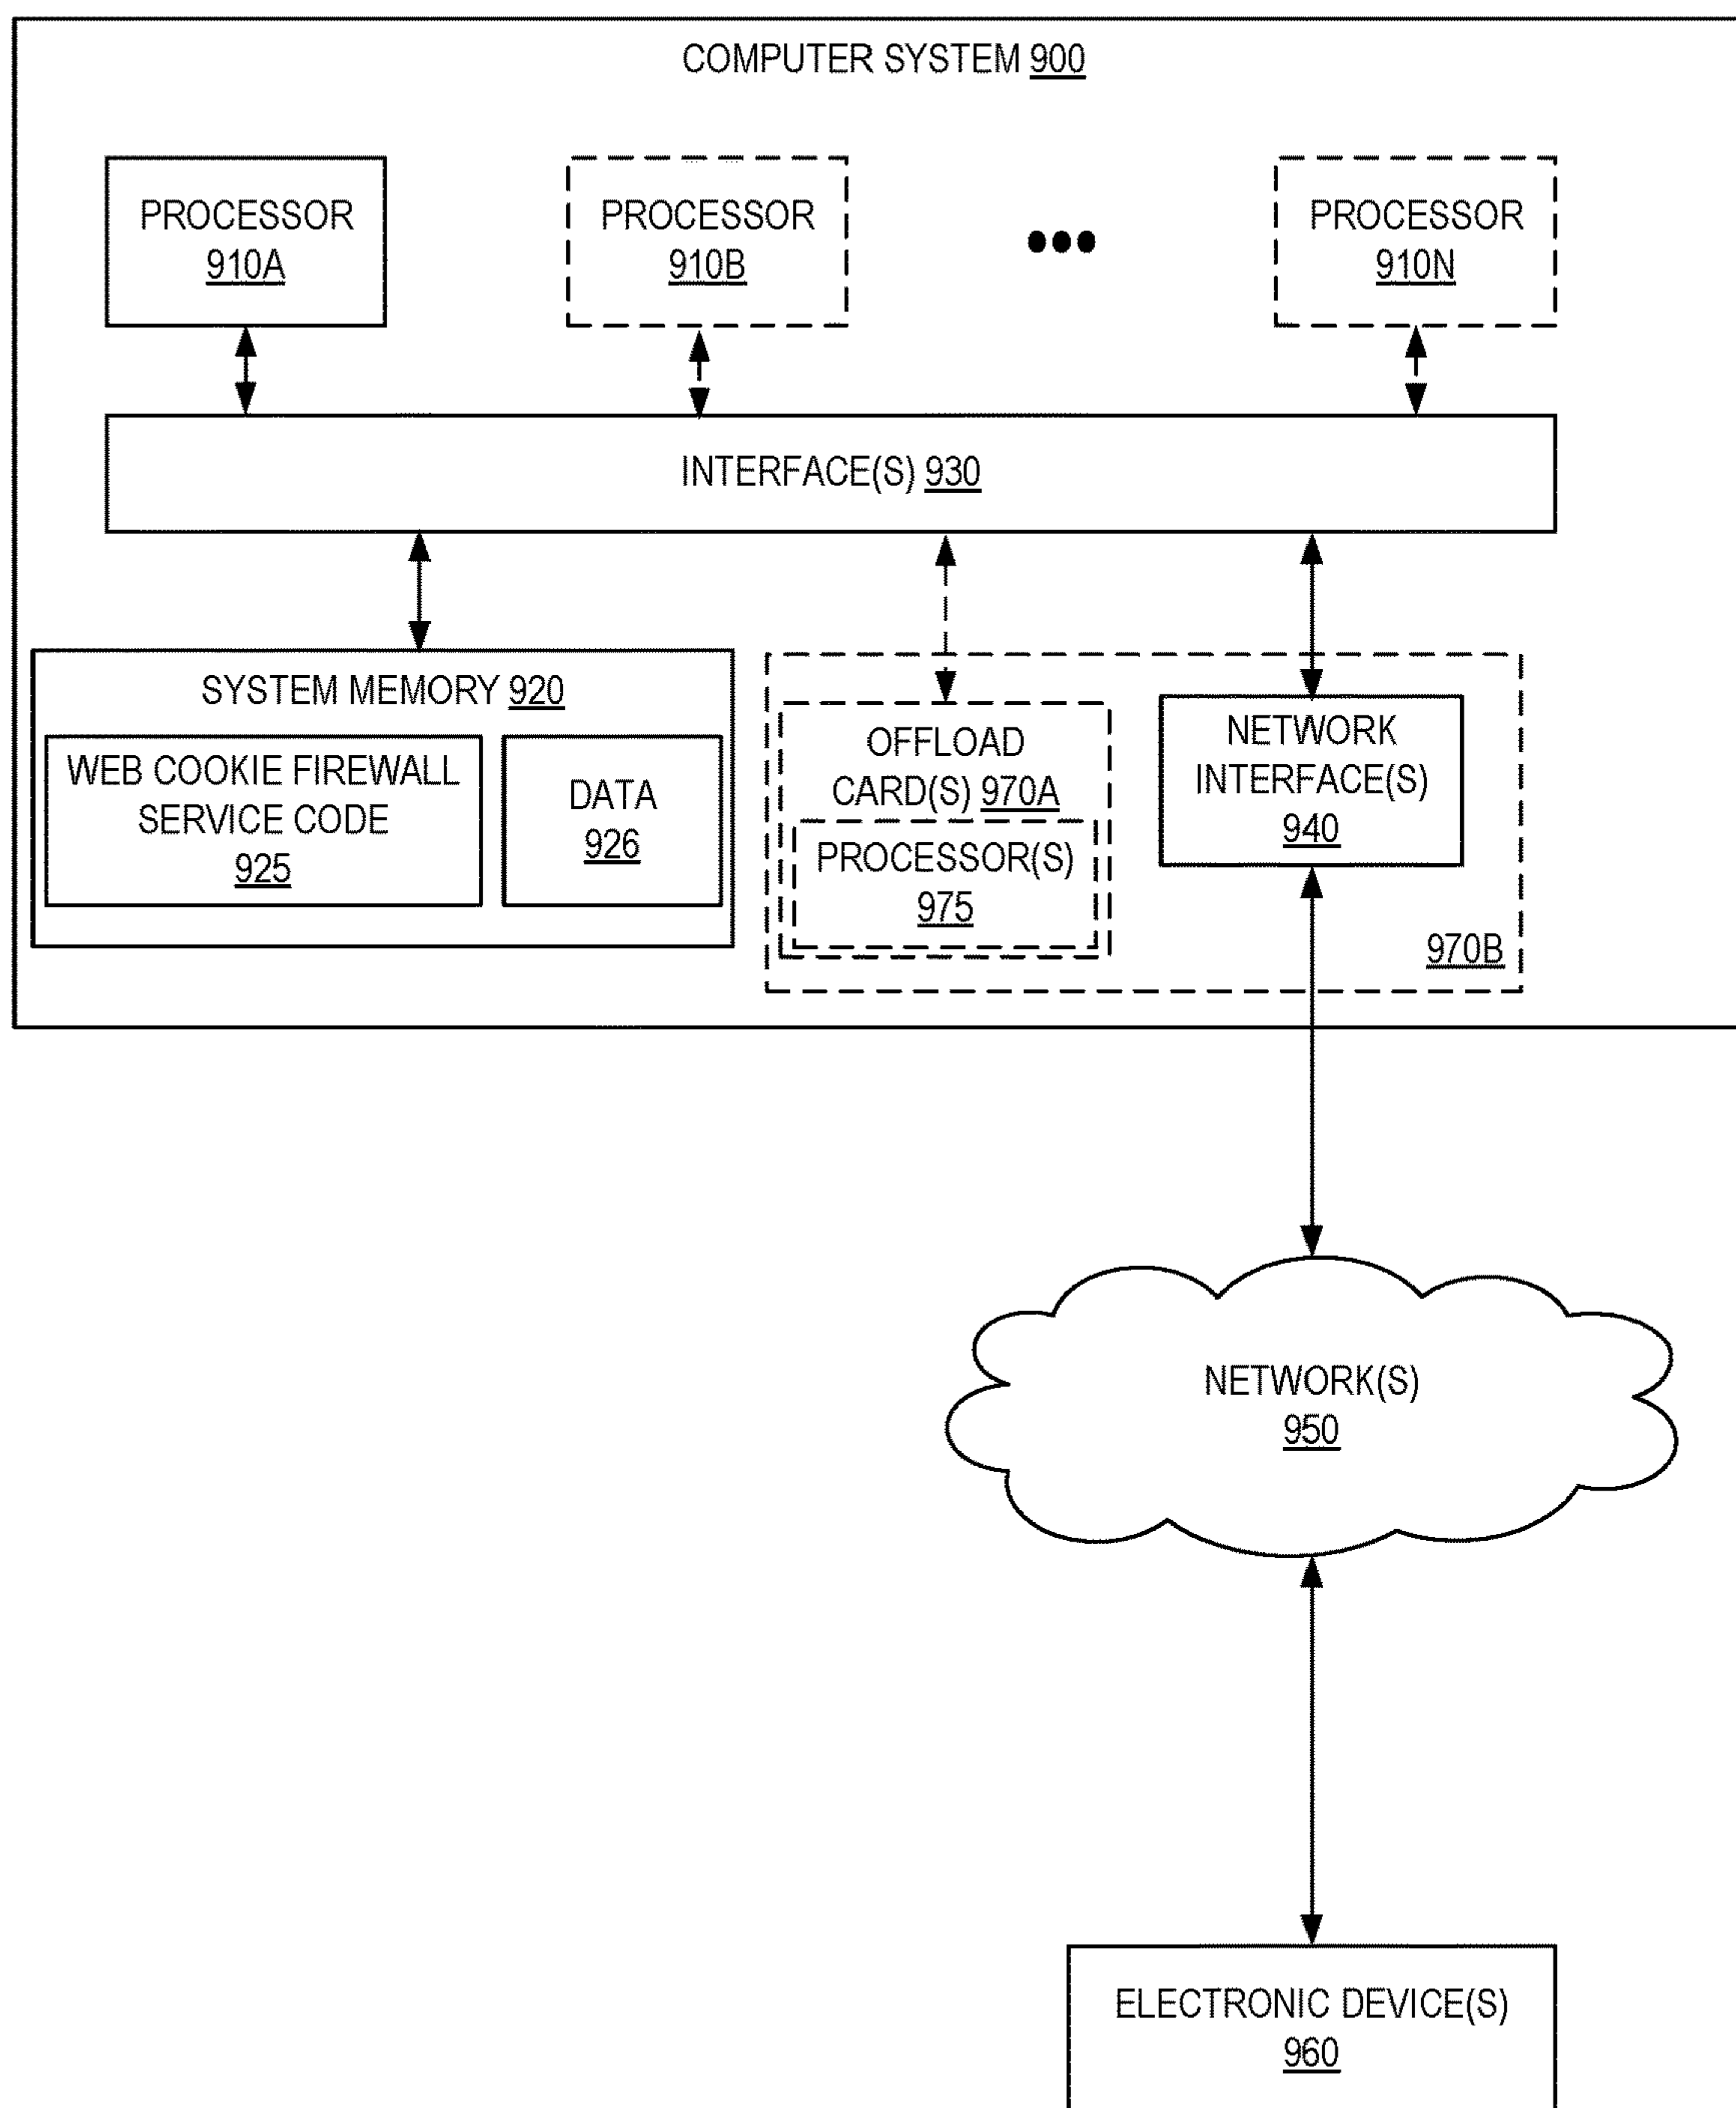 COMPUTER SYSTEM 900
PROCESSOR
910A
PROCESSOR
910B
PROCESSOR
910N
INTERFACE(S) 930
SYSTEM MEMORY 920
WEB COOKIE FIREWALL
SERVICE CODE
925
DATA
926
OFFLOAD
CARD(S) 970A
PROCESSOR(S)
975
NETWORK
INTERFACE(S)
940
970B
NETWORK(S)
950
ELECTRONIC DEVICE(S)
960